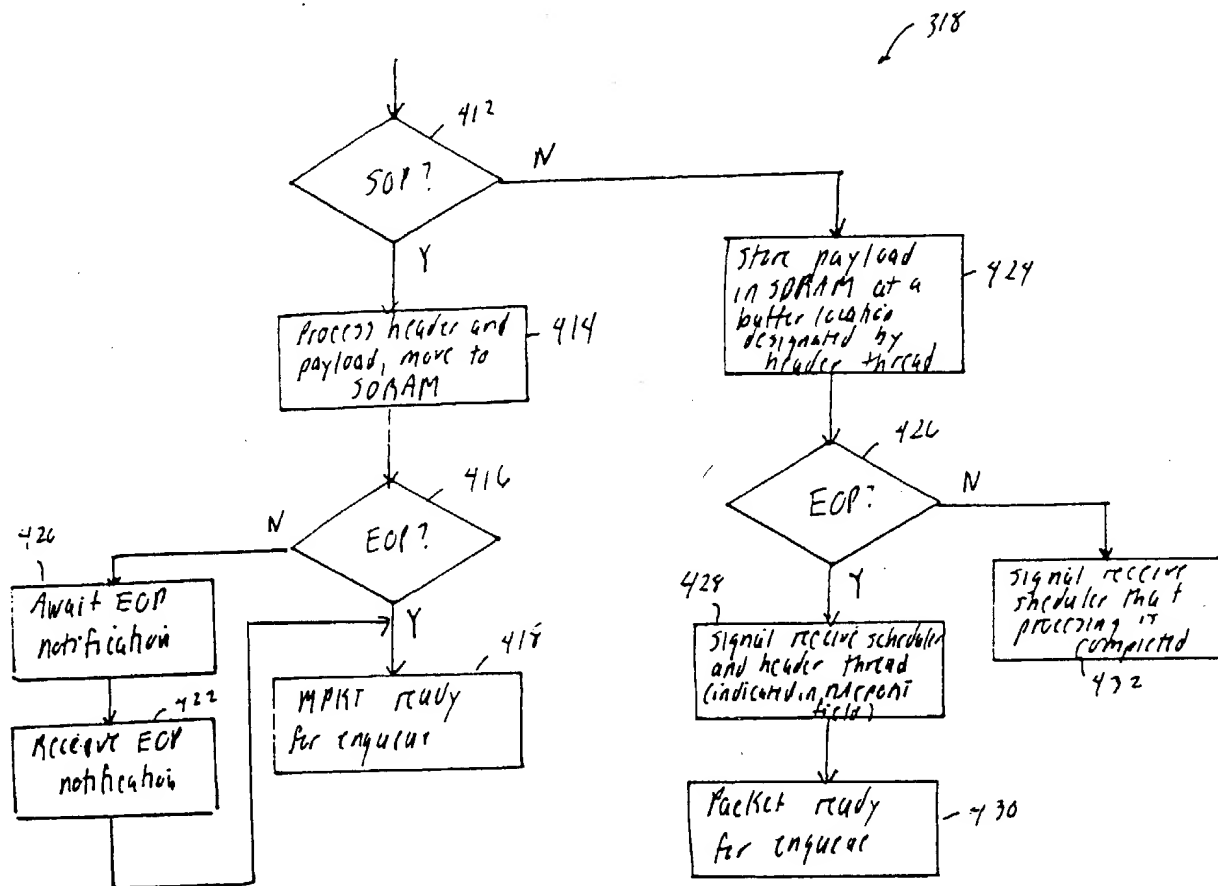 318
412
SOP?
N
Y
Process header and
payload, move to
SDRAM
414
416
EOP?
N
Y
420
Await EOP
notification
422
Receive EOP
notification
418
MPKT ready
for enqueue
Store payload
in SDRAM at a
buffer location
designated by
header thread
424
426
EOP?
N
Y
428
Signal receive scheduler
and header thread
(indicated in
field)
Signal receive
sheduler that
processing is
completed
432
Packet ready
for enqueue
430